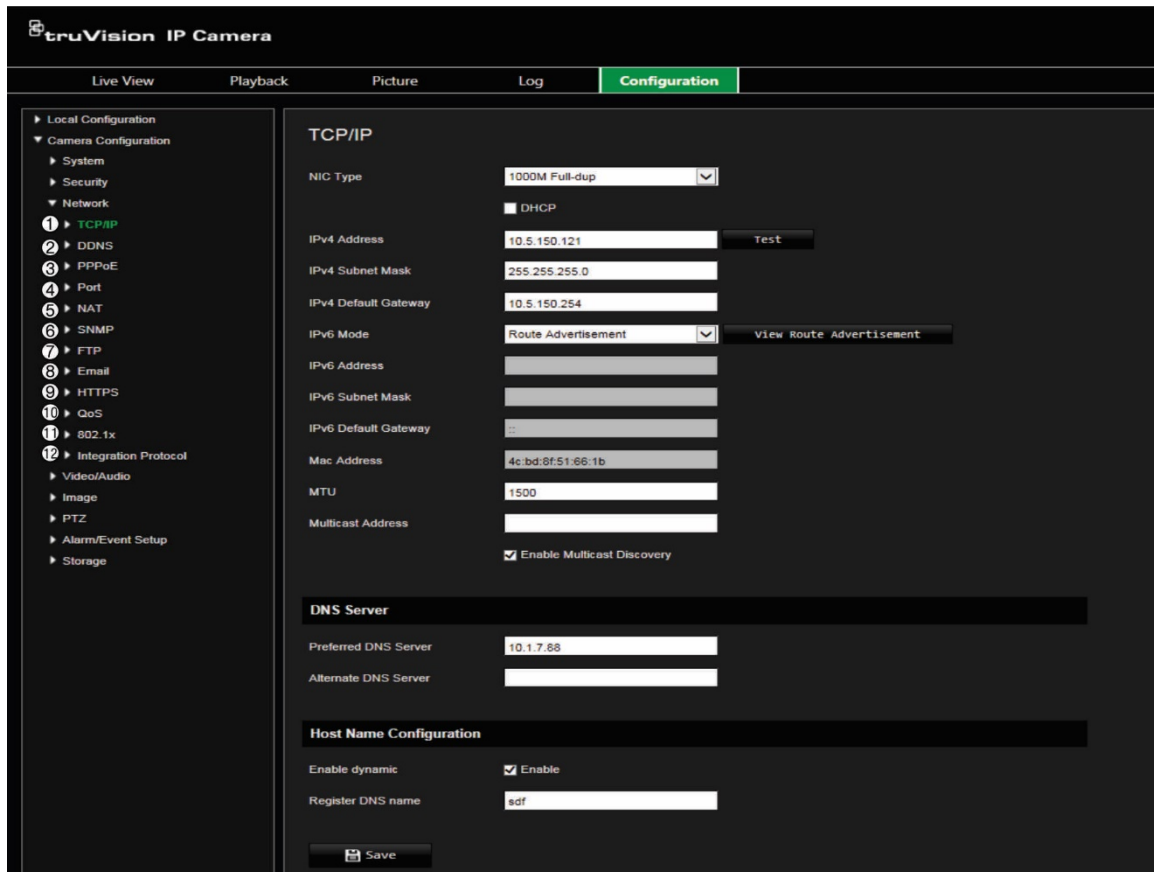 truVision IP Camera
Live View Playback Picture Log Configuration
Local Configuration
Camera Configuration
System
Security
Network
1 TCP/IP
2 DDNS
3 PPPoE
4 Port
5 NAT
6 SNMP
7 FTP
8 Email
9 HTTPS
10 QoS
11 802.1x
12 Integration Protocol
Video/Audio
Image
PTZ
Alarm/Event Setup
Storage
TCP/IP
NIC Type 1000M Full-dup
DHCP
IPv4 Address 10.5.150.121 Test
IPv4 Subnet Mask 255.255.255.0
IPv4 Default Gateway 10.5.150.254
IPv6 Mode Route Advertisement View Route Advertisement
IPv6 Address
IPv6 Subnet Mask
IPv6 Default Gateway ::
Mac Address 4c:bd:8f:51:66:1b
MTU 1500
Multicast Address
Enable Multicast Discovery
DNS Server
Preferred DNS Server 10.1.7.88
Alternate DNS Server
Host Name Configuration
Enable dynamic Enable
Register DNS name sdf
Save